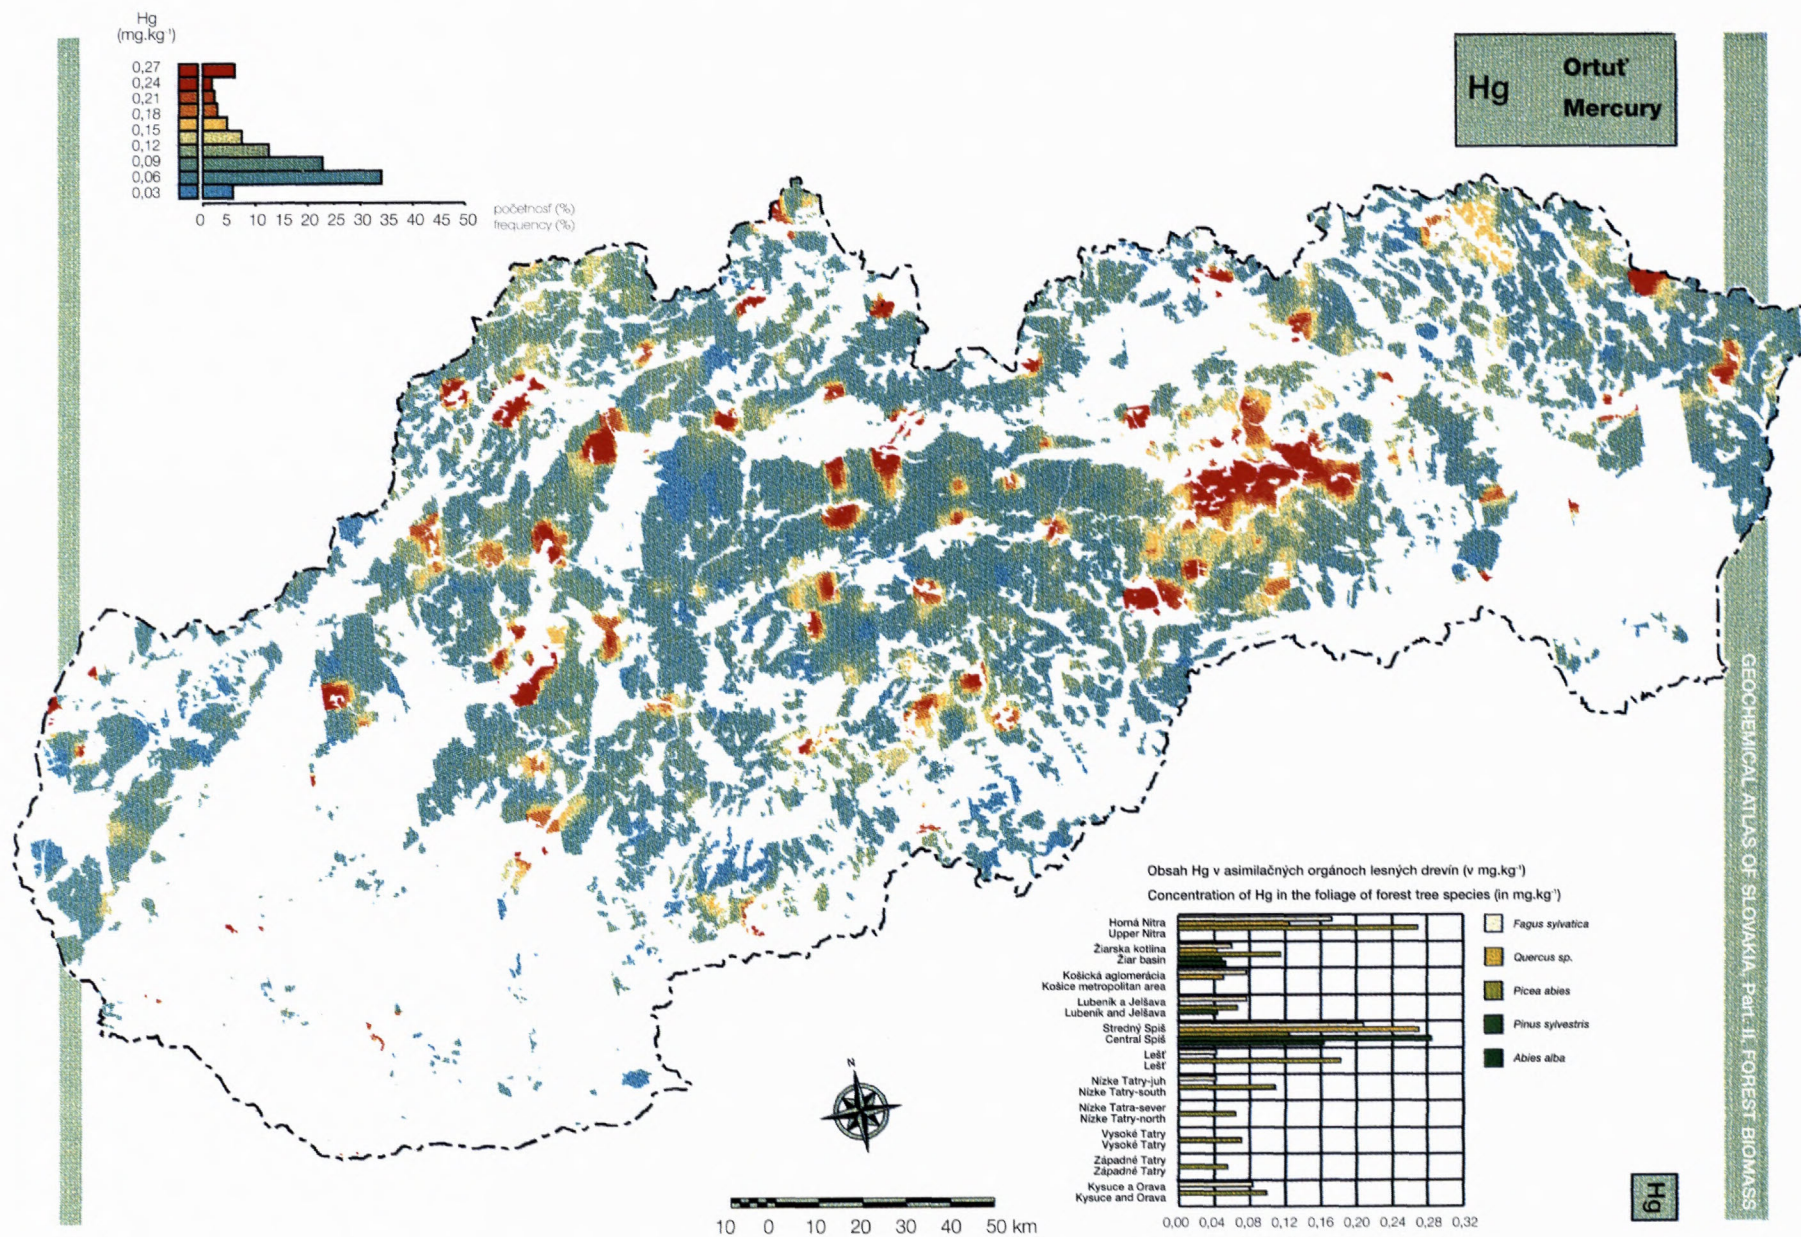 Hg
(mg.kg⁻¹)
0,27
0,24
0,21
0,18
0,15
0,12
0,09
0,06
0,03
0 5 10 15 20 25 30 35 40 45 50
početnosť (%)
frequency (%)
Hg
Ortuť
Mercury
GEOCHEMICAL ATLAS OF SLOVAKIA-Part. II. FOREST BIOMASS
Obsah Hg v asimilačných orgánoch lesných drevín (v mg.kg⁻¹)
Concentration of Hg in the foliage of forest tree species (in mg.kg⁻¹)
Horná Nitra
Upper Nitra
Žiarska kotlina
Žiar basin
Košická aglomerácia
Košice metropolitan area
Lubeník a Jelšava
Lubeník and Jelšava
Stredný Spiš
Central Spiš
Lešť
Lešť
Nízke Tatry-juh
Nízke Tatry-south
Nízke Tatra-sever
Nízke Tatry-north
Vysoké Tatry
Vysoké Tatry
Západné Tatry
Západné Tatry
Kysuce a Orava
Kysuce and Orava
0,00 0,04 0,08 0,12 0,16 0,20 0,24 0,28 0,32
Fagus sylvatica
Quercus sp.
Picea abies
Pinus sylvestris
Abies alba
N
10 0 10 20 30 40 50 km
Hg